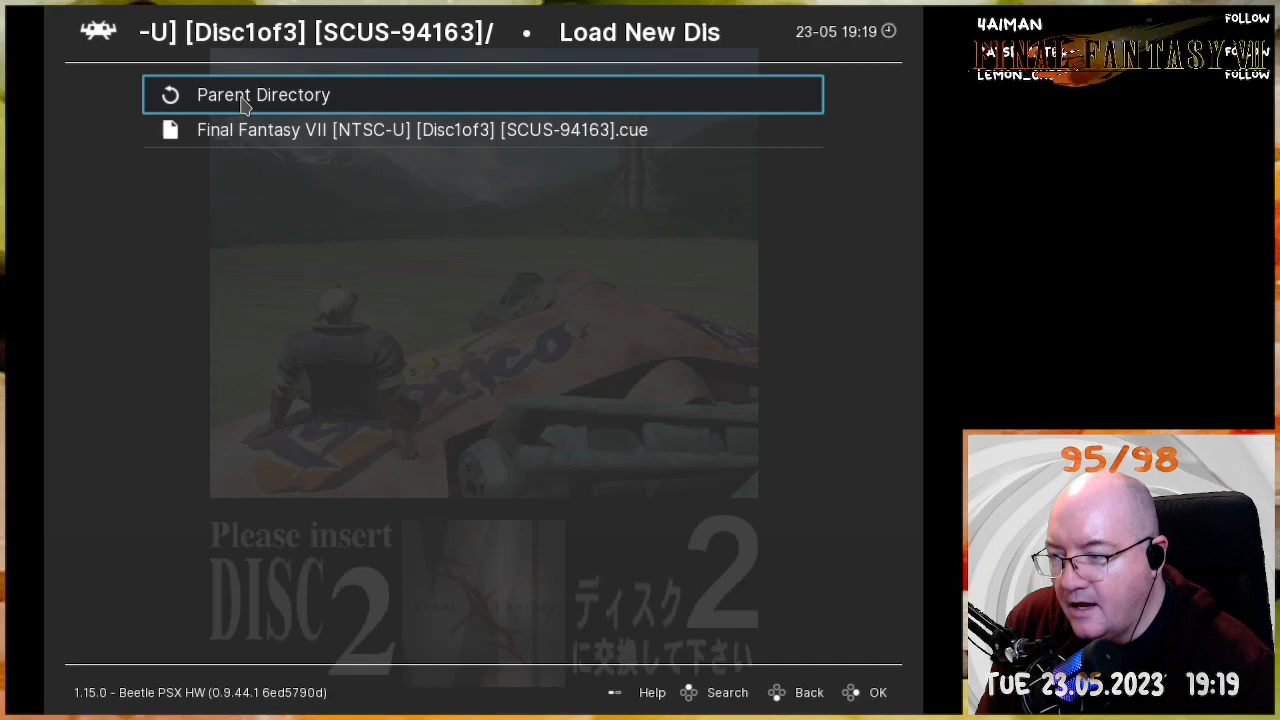 -U] [Disc1of3] [SCUS-94163]/ • Load New Dis
23-05 19:19
Parent Directory
Final Fantasy VII [NTSC-U] [Disc1of3] [SCUS-94163].cue
Please insert
DISC 2
ディスク 2
に交換して下さい
1.15.0 - Beetle PSX HW (0.9.44.1 6ed5790d)
Help
Search
Back
OK
4AIMAN
FOLLOW
FINAL FANTASY VII
FOLLOW
95/98
TUE 23.05.2023 19:19